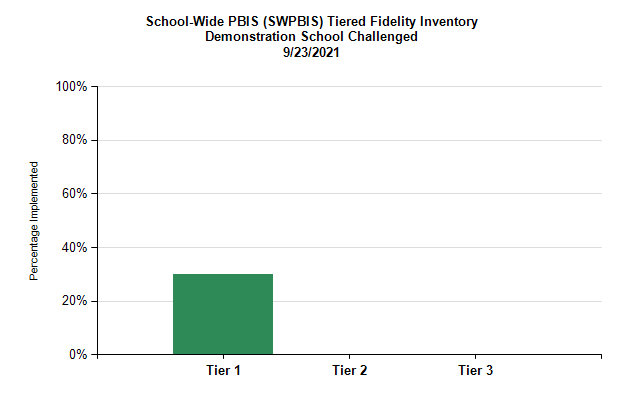 School-Wide PBIS (SWPBIS) Tiered Fidelity Inventory
Demonstration School Challenged
9/23/2021
Percentage Implemented
100%
80%
60%
40%
20%
0%
Tier 1
Tier 2
Tier 3